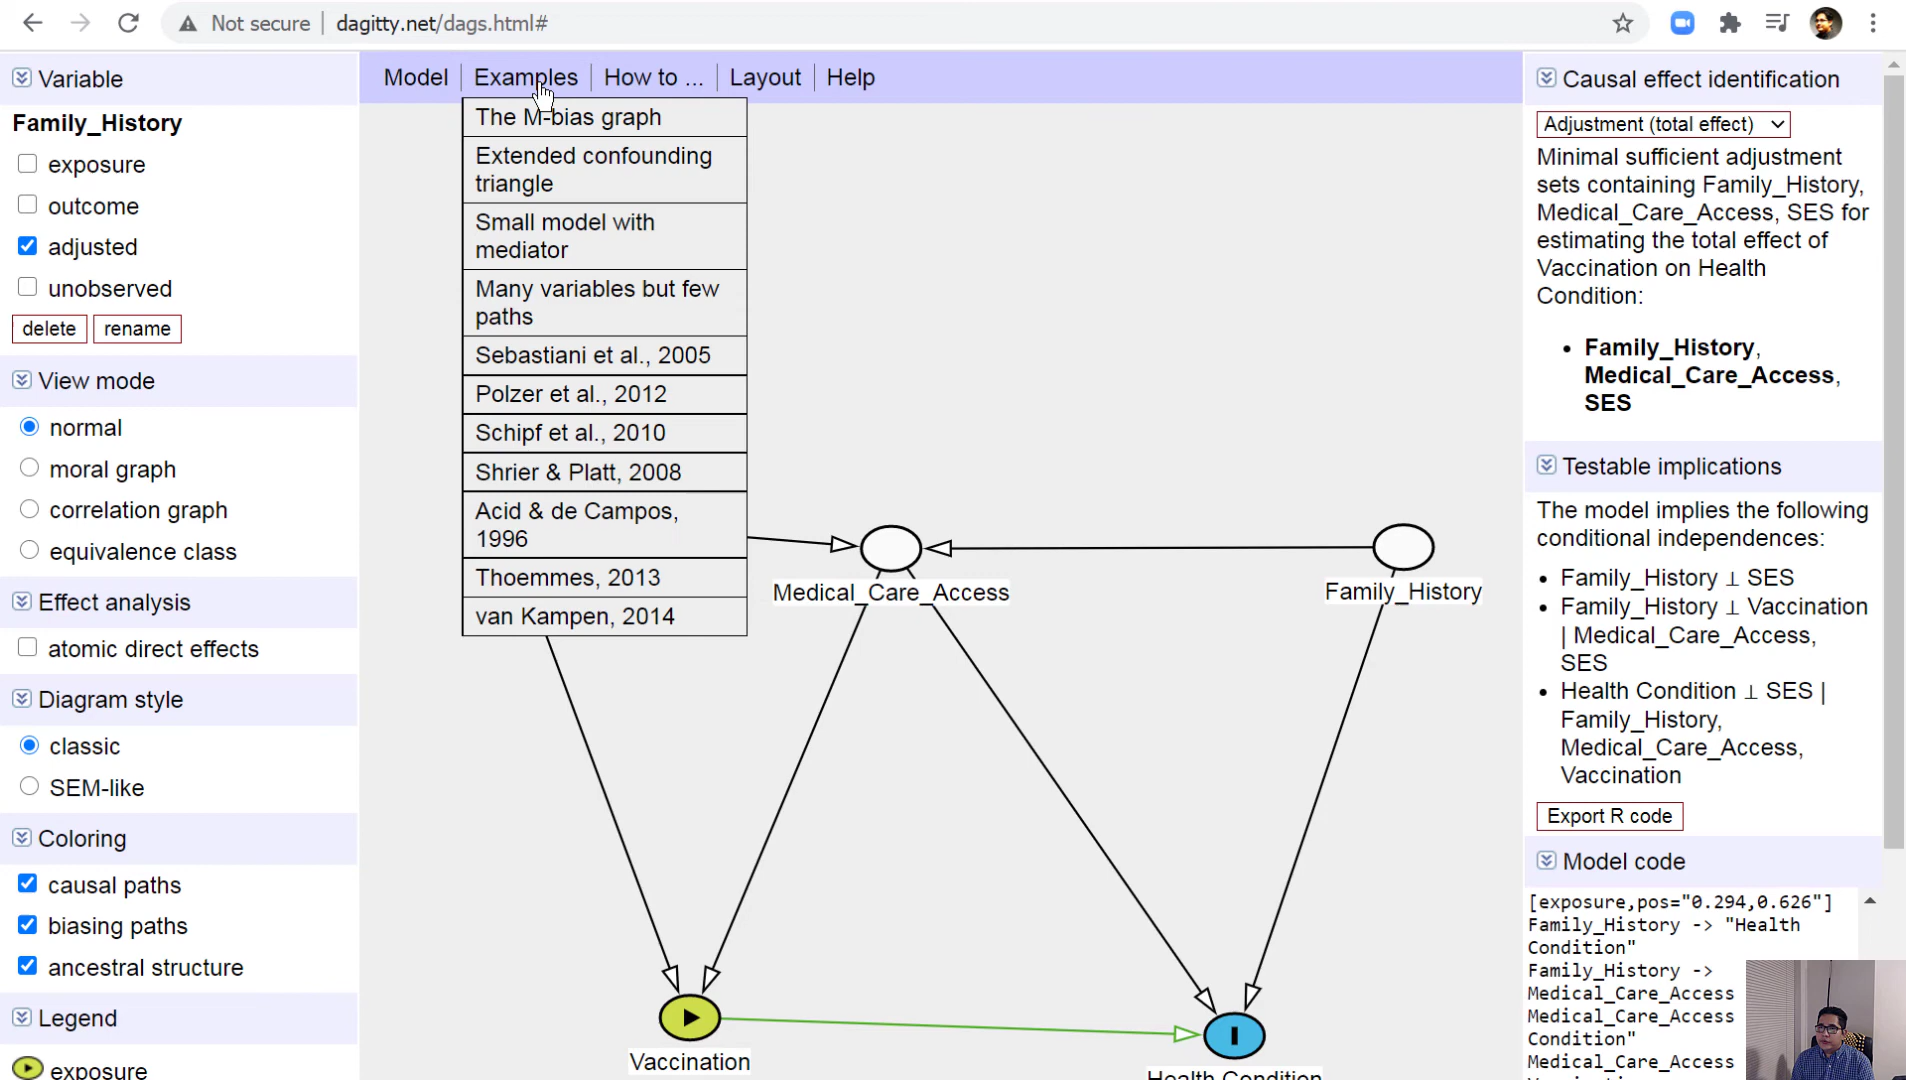 Not secure
dagitty.net/dags.html#
Variable
Family_History
exposure
outcome
adjusted
unobserved
delete
rename
View mode
normal
moral graph
correlation graph
equivalence class
Effect analysis
atomic direct effects
Diagram style
classic
SEM-like
Coloring
causal paths
biasing paths
ancestral structure
Legend
exposure
Model
Examples
How to ...
Layout
Help
The M-bias graph
Extended confounding
triangle
Small model with
mediator
Many variables but few
paths
Sebastiani et al., 2005
Polzer et al., 2012
Schipf et al., 2010
Shrier & Platt, 2008
Acid & de Campos,
1996
Thoemmes, 2013
van Kampen, 2014
Medical_Care_Access
Family_History
Vaccination
Health Condition
Causal effect identification
Adjustment (total effect)
Minimal sufficient adjustment
sets containing Family_History,
Medical_Care_Access, SES for
estimating the total effect of
Vaccination on Health
Condition:
• Family_History,
Medical_Care_Access,
SES
Testable implications
The model implies the following
conditional independences:
• Family_History ⊥ SES
• Family_History ⊥ Vaccination
| Medical_Care_Access,
SES
• Health Condition ⊥ SES |
Family_History,
Medical_Care_Access,
Vaccination
Export R code
Model code
[exposure,pos="0.294,0.626"]
Family_History -> "Health
Condition"
Family_History ->
Medical_Care_Access
Medical_Care_Access
Condition"
Medical_Care_Access